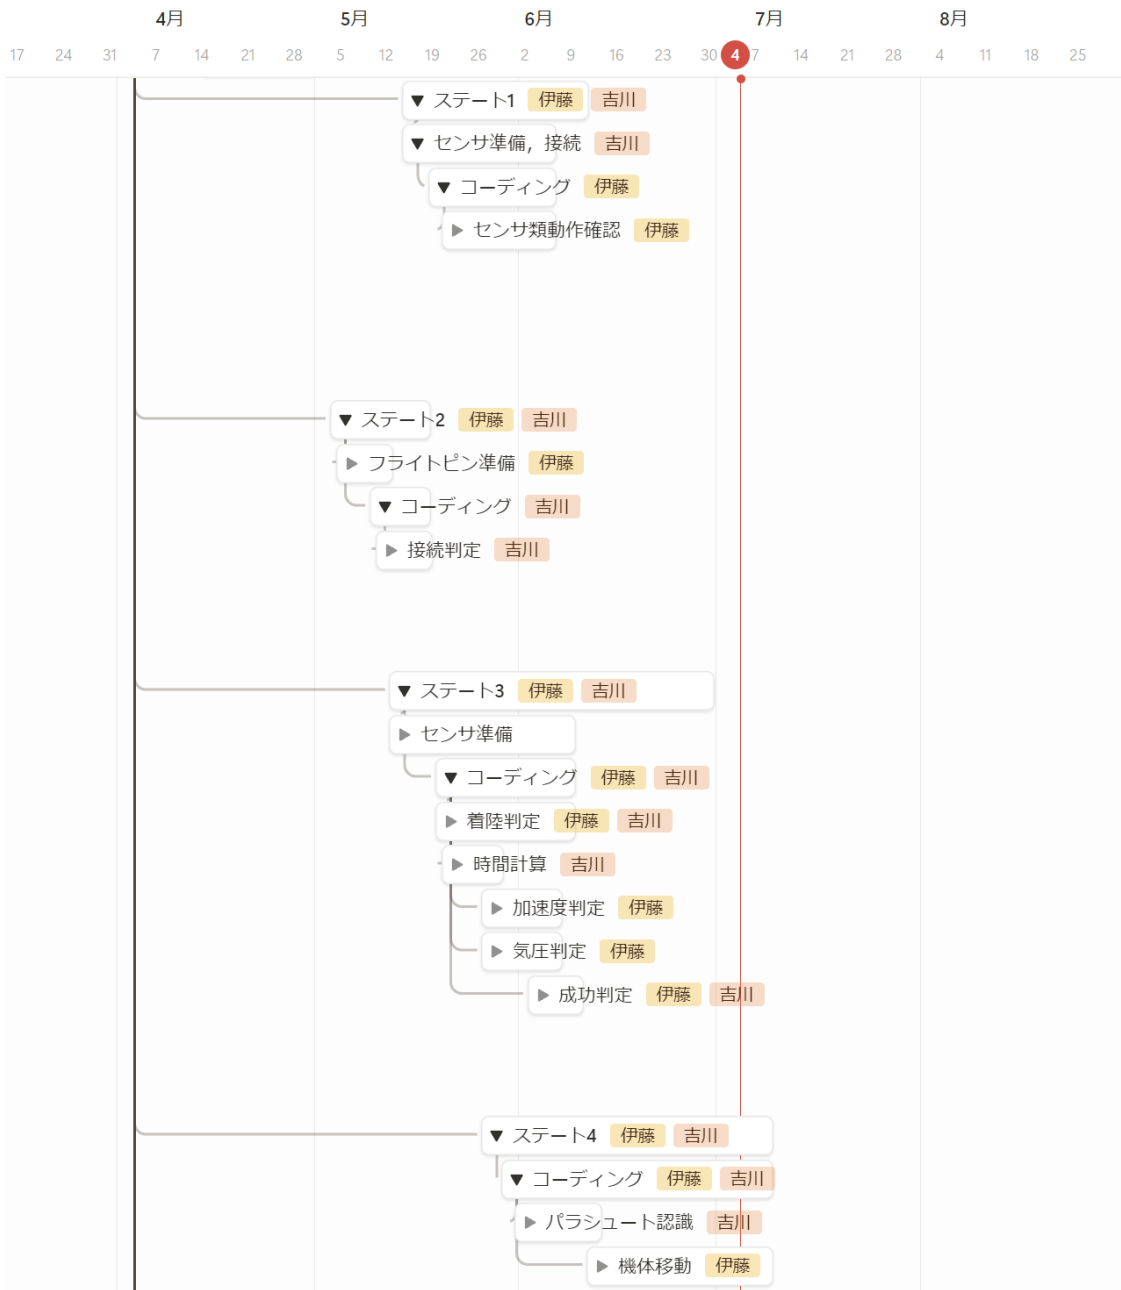 4月 5月 6月 7月 8月
17 24 31 7 14 21 28 5 12 19 26 2 9 16 23 30 4 7 14 21 28 4 11 18 25
ステート1 伊藤 吉川
センサ準備，接続 吉川
コーディング 伊藤
センサ類動作確認 伊藤
ステート2 伊藤 吉川
フライトピン準備 伊藤
コーディング 吉川
接続判定 吉川
ステート3 伊藤 吉川
センサ準備
コーディング 伊藤 吉川
着陸判定 伊藤 吉川
時間計算 吉川
加速度判定 伊藤
気圧判定 伊藤
成功判定 伊藤 吉川
ステート4 伊藤 吉川
コーディング 伊藤 吉川
パラシュート認識 吉川
機体移動 伊藤